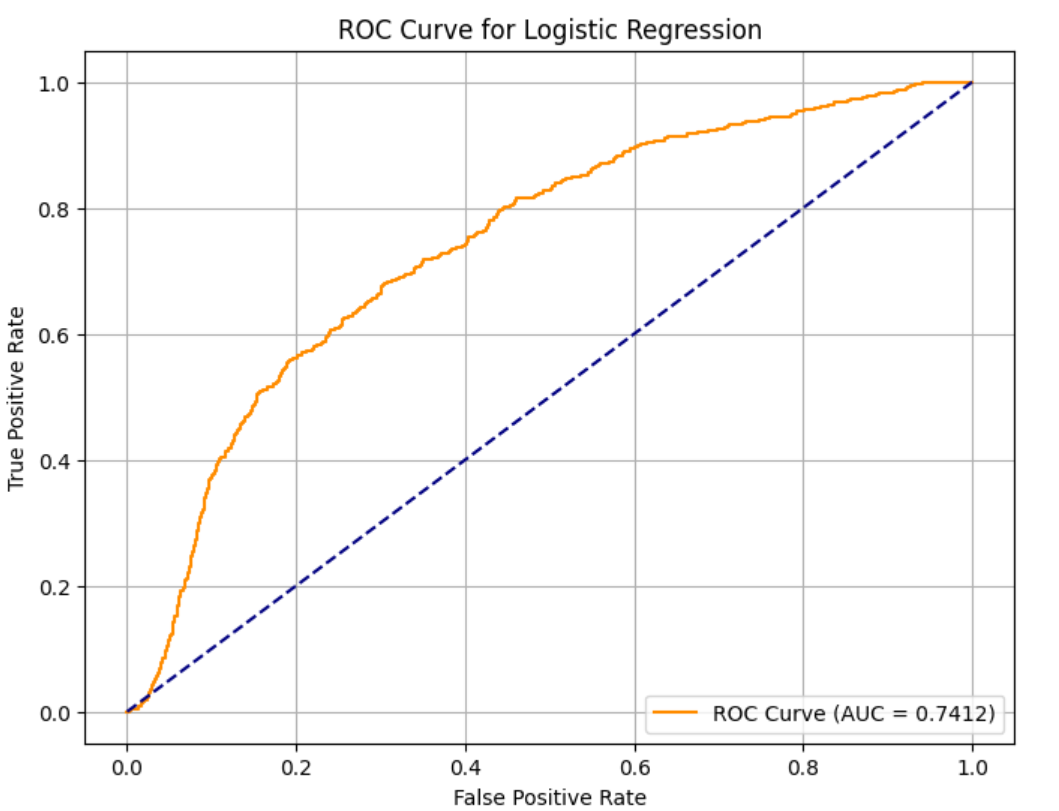 ROC Curve for Logistic Regression
True Positive Rate
1.0
0.8
0.6
0.4
0.2
0.0
ROC Curve (AUC = 0.7412)
0.0 0.2 0.4 0.6 0.8 1.0
False Positive Rate